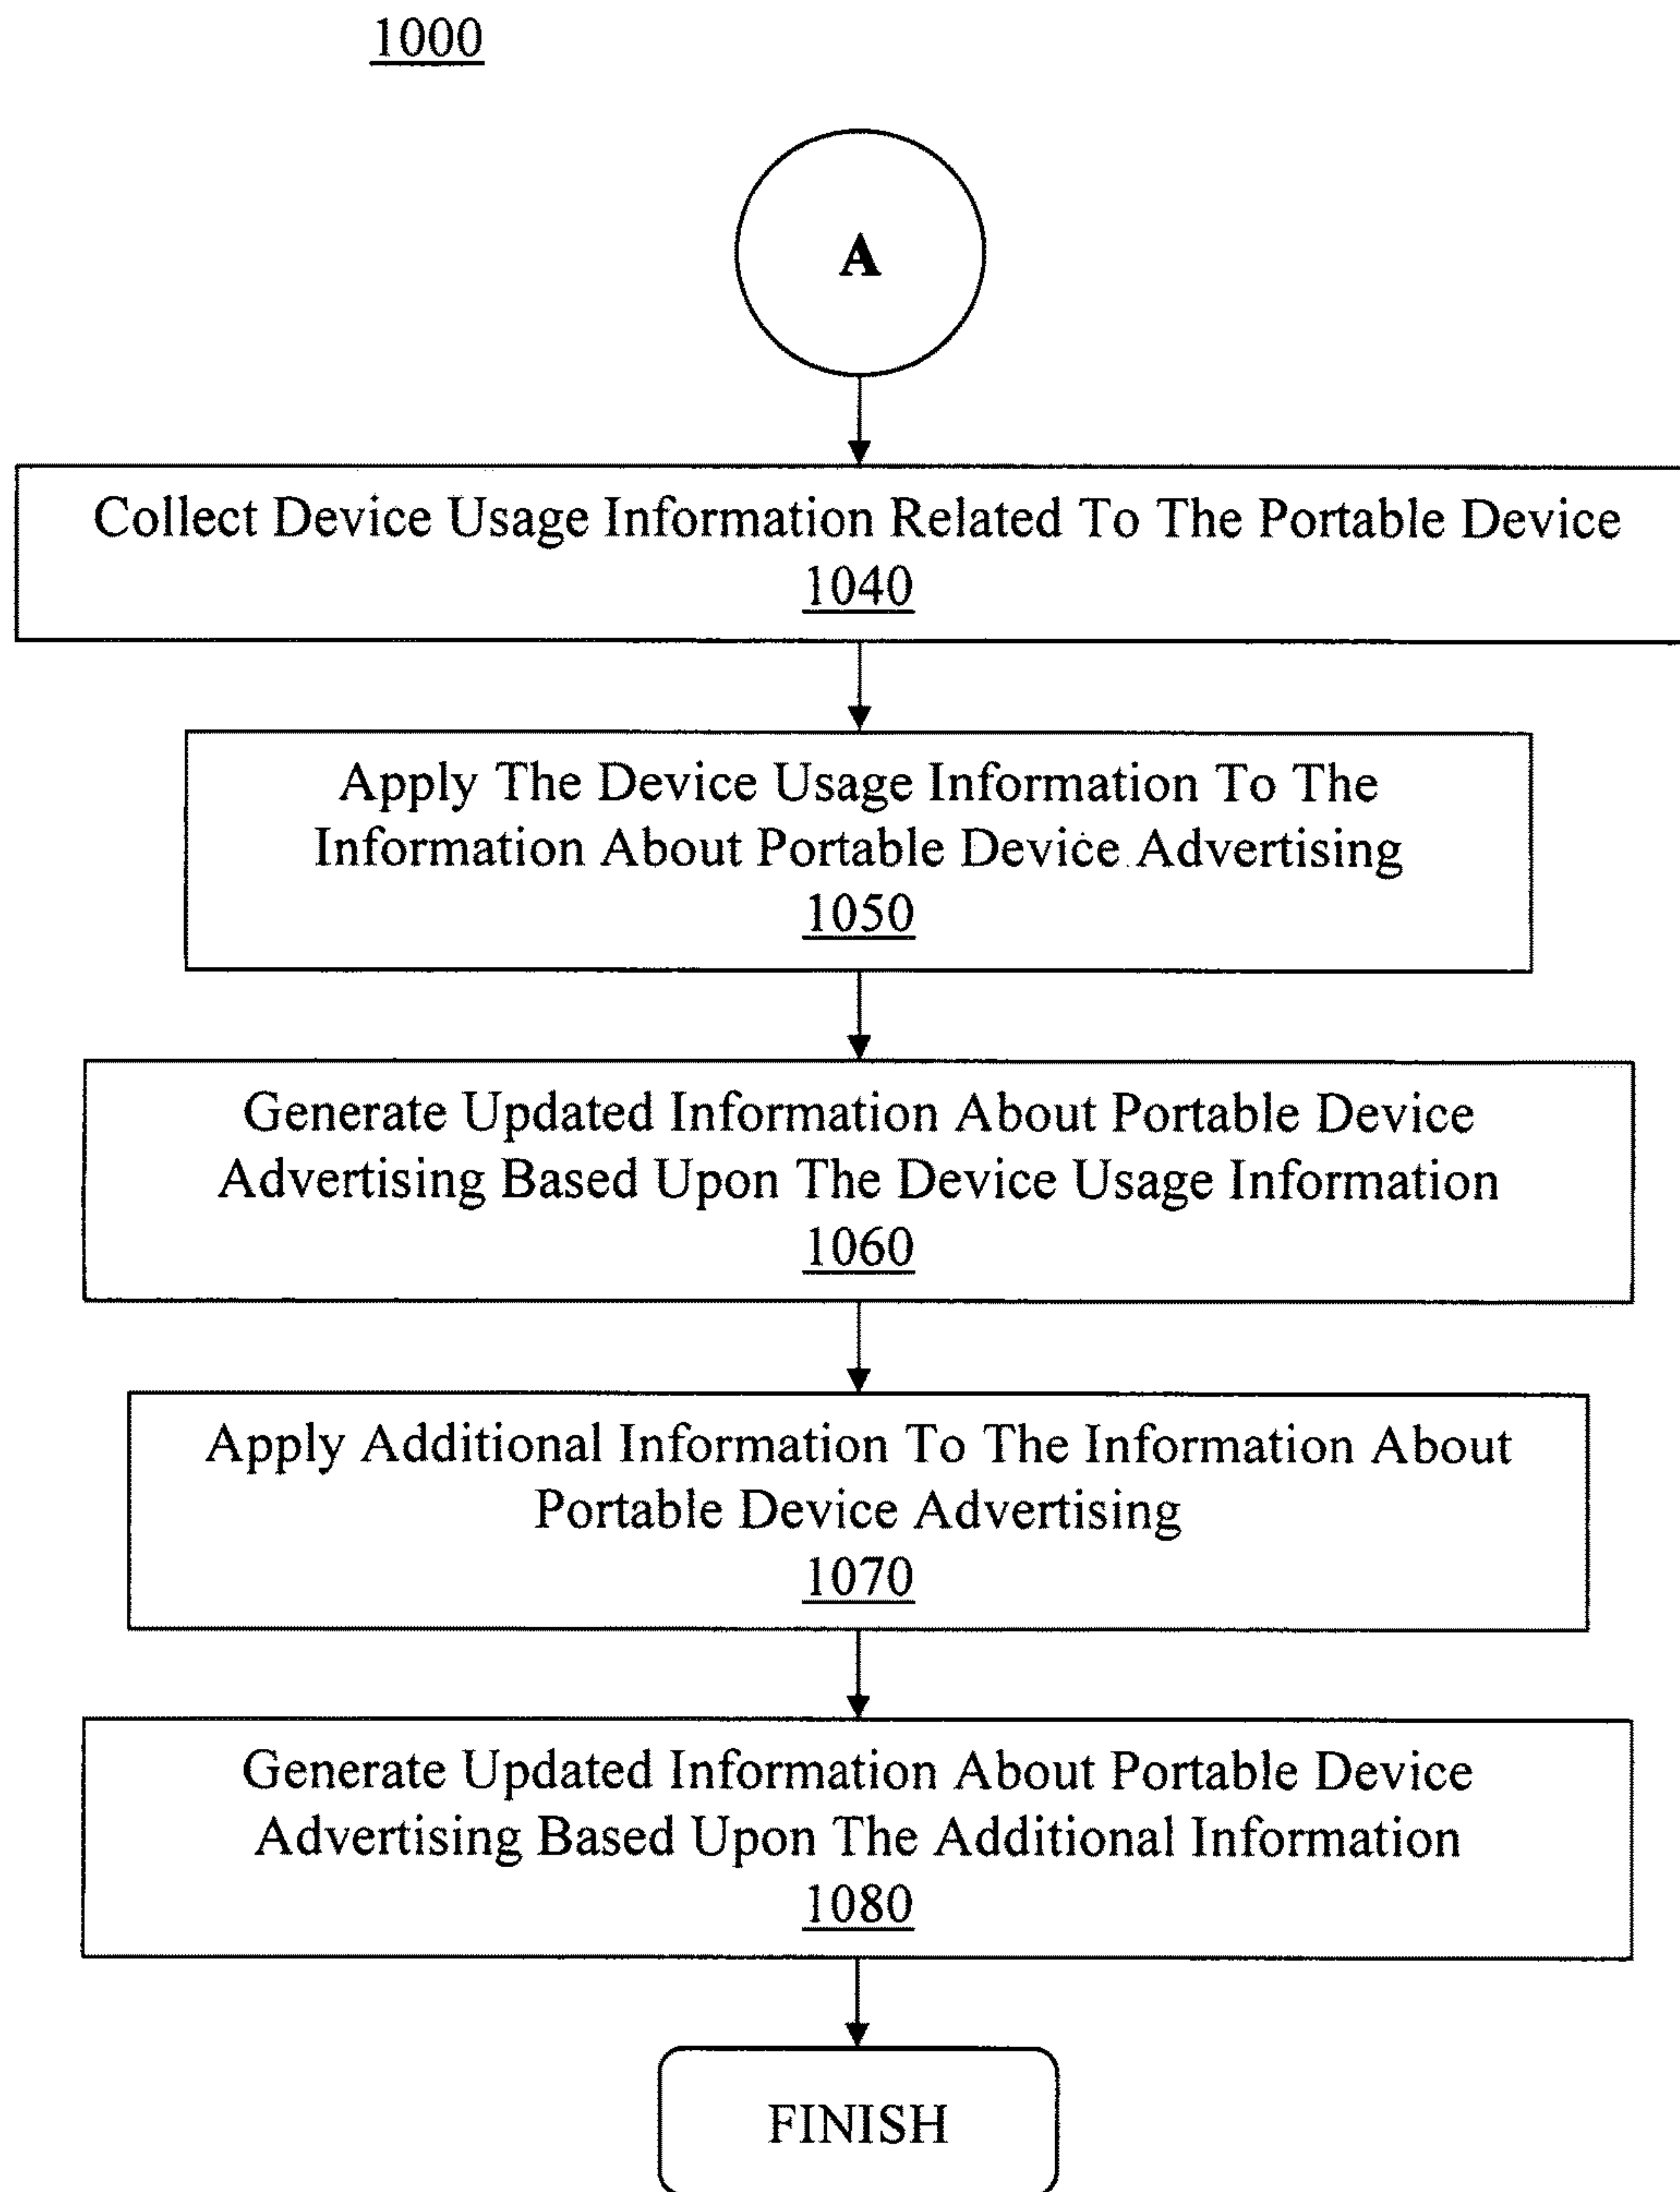 1000
A
Collect Device Usage Information Related To The Portable Device
1040
Apply The Device Usage Information To The
Information About Portable Device Advertising
1050
Generate Updated Information About Portable Device
Advertising Based Upon The Device Usage Information
1060
Apply Additional Information To The Information About
Portable Device Advertising
1070
Generate Updated Information About Portable Device
Advertising Based Upon The Additional Information
1080
FINISH